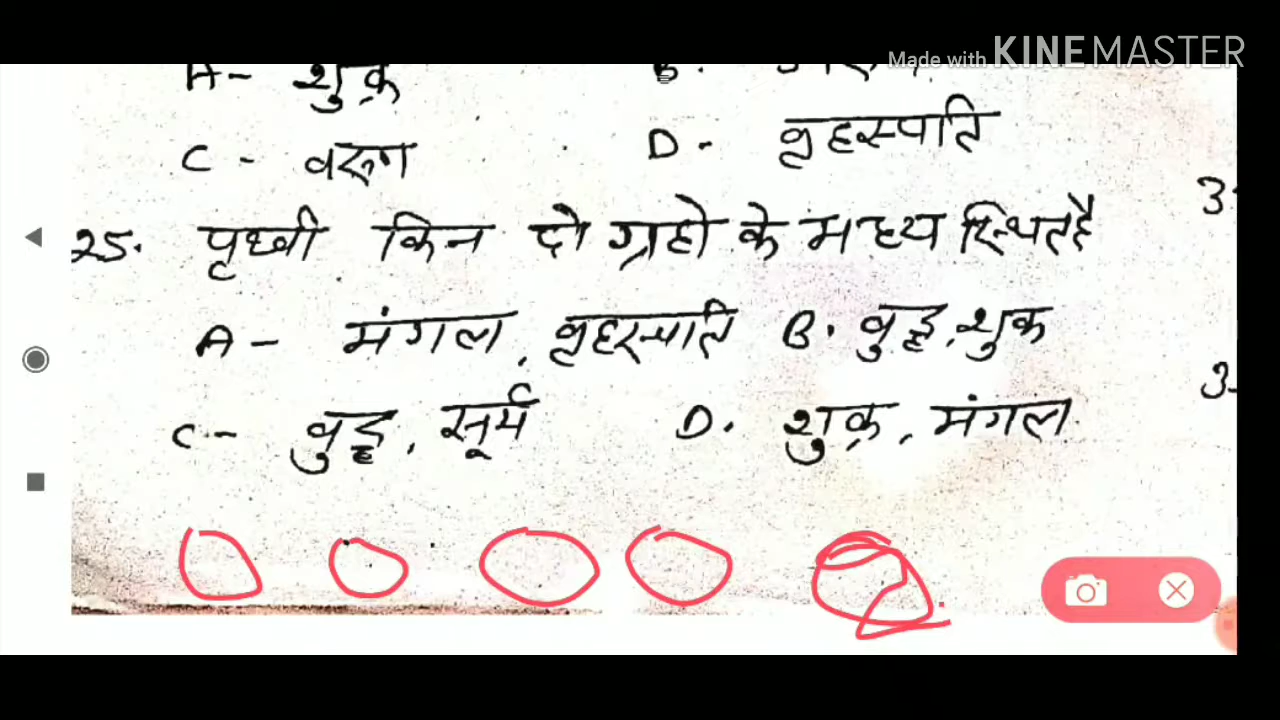 Made with KINEMASTER
A- शुक्र B.
C - वरुण D. बृहस्पति
25. पृथ्वी किन दो ग्रहो के मध्य स्थित है
A - मंगल, बृहस्पति B. बुद्ध, शुक्र
C - बुद्ध, सूर्य D. शुक्र, मंगल